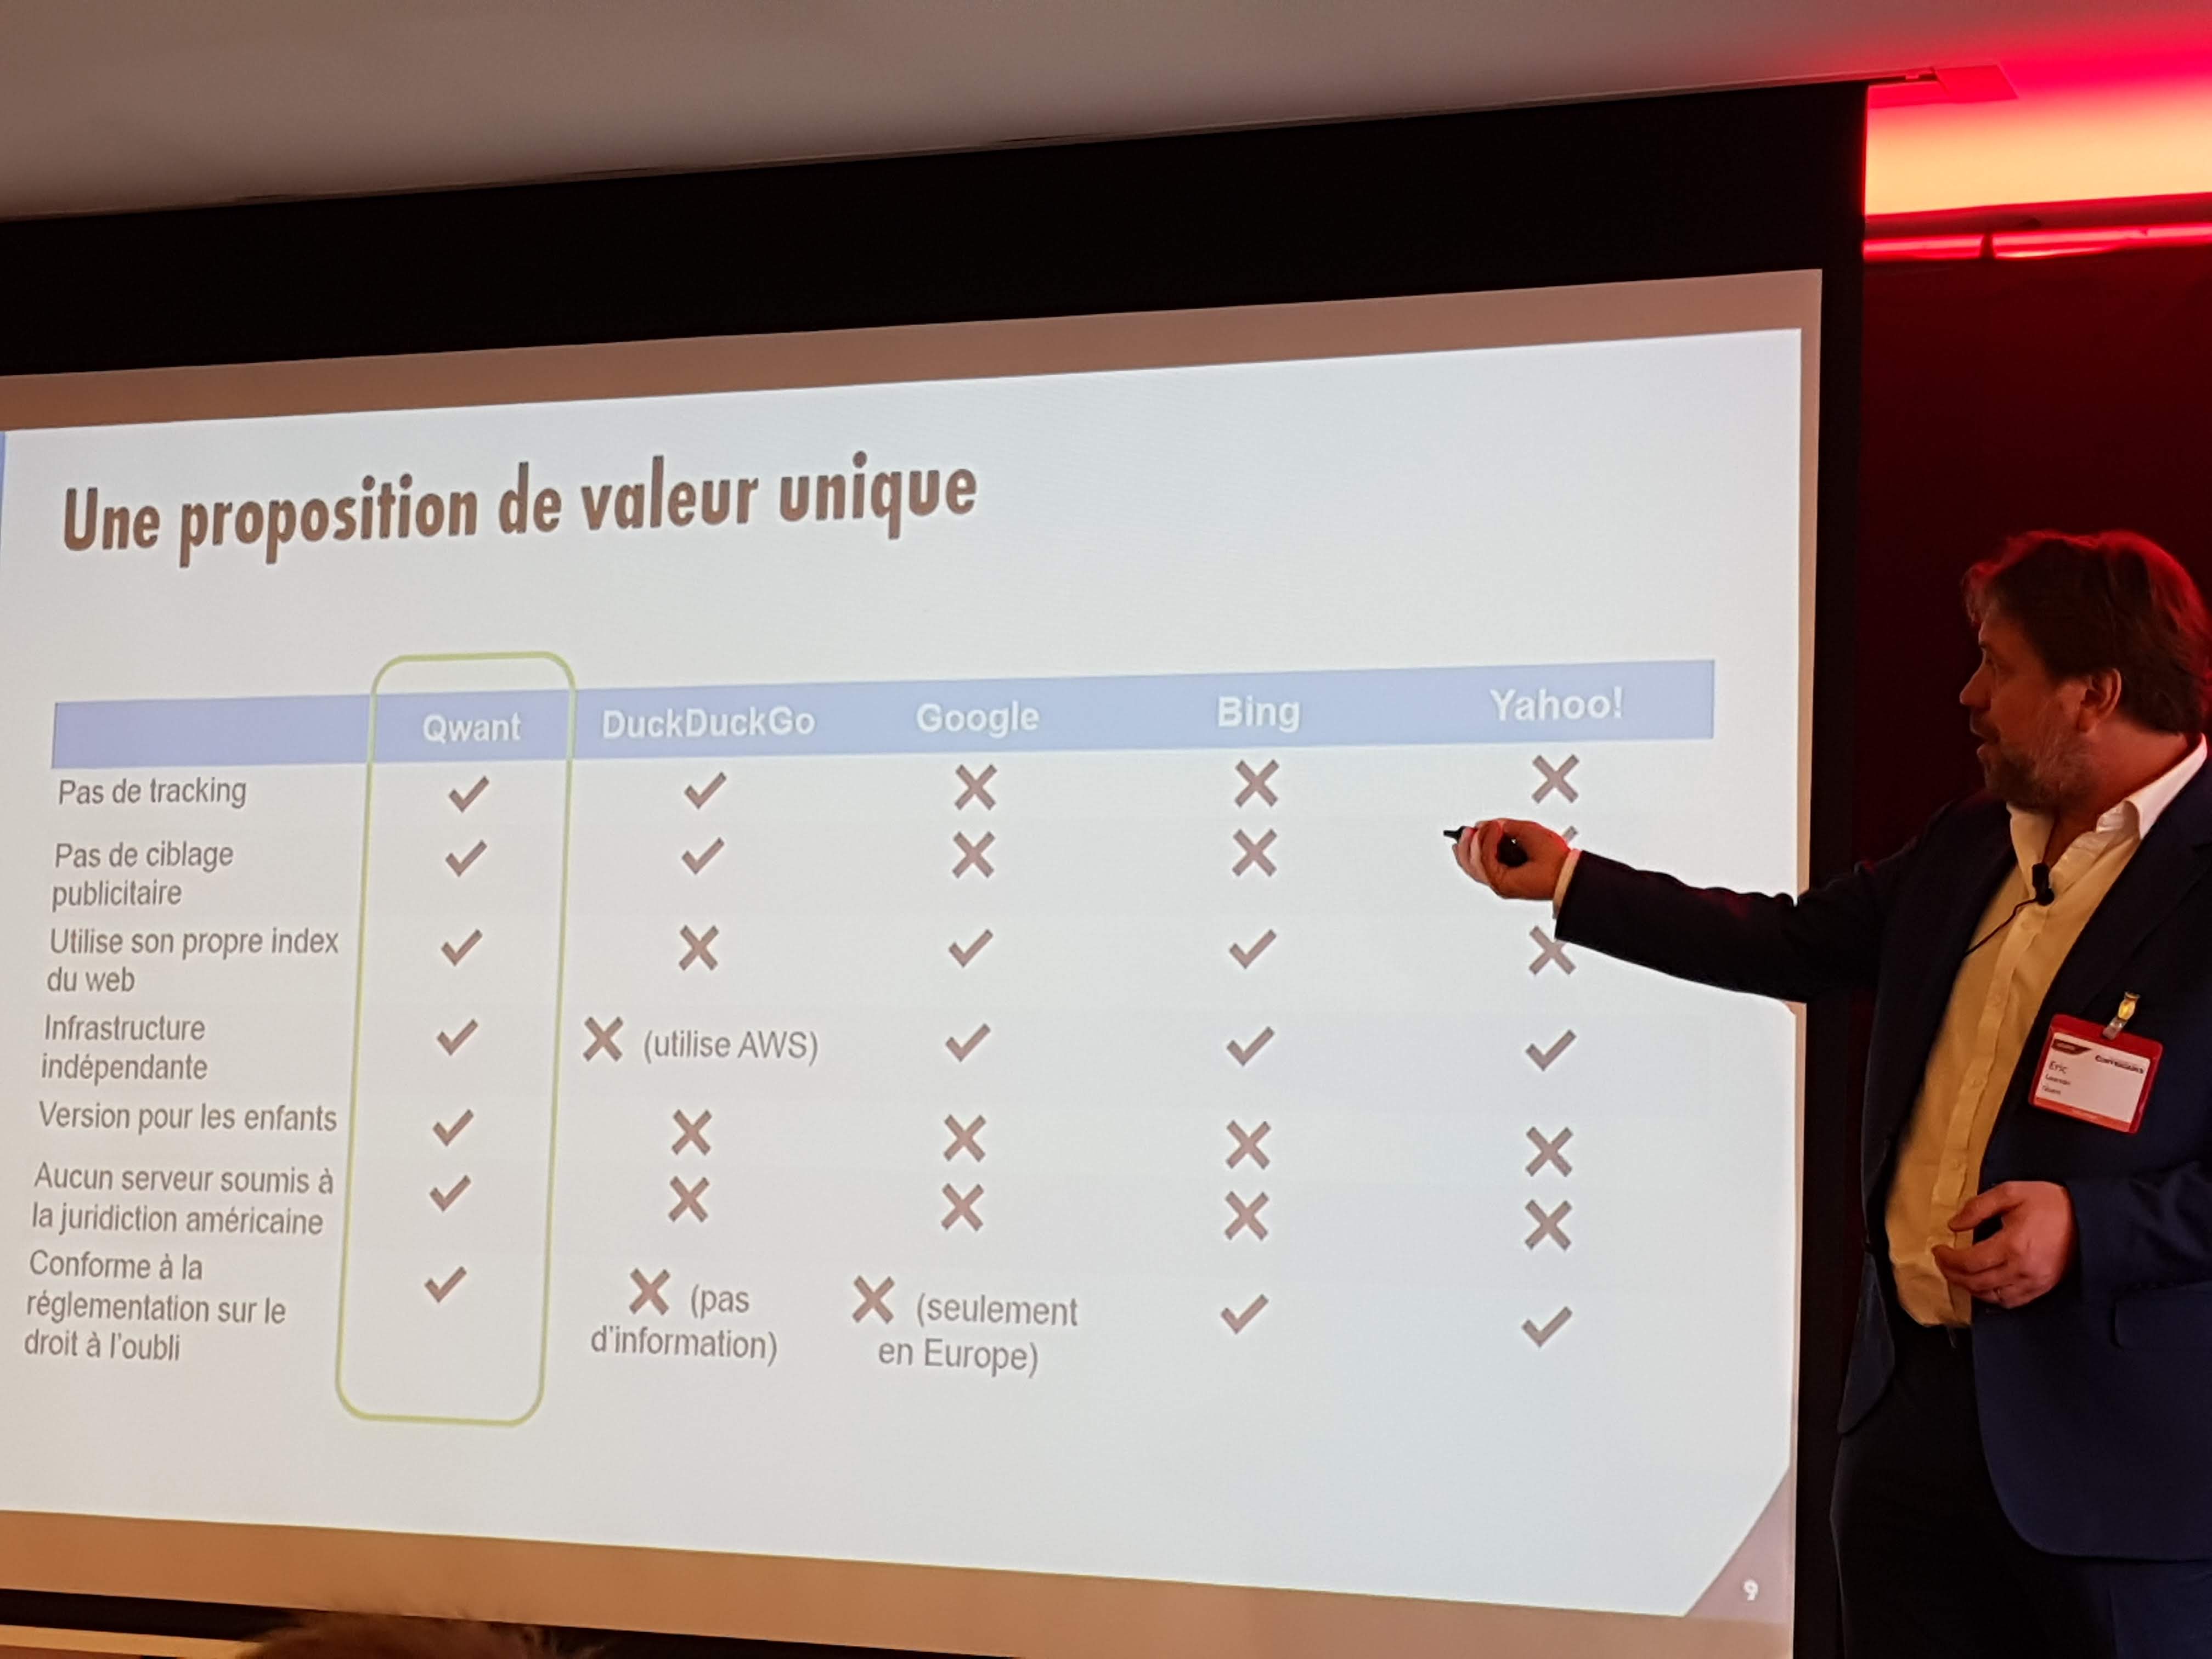 Une proposition de valeur unique
Qwant DuckDuckGo Google Bing Yahoo!
Pas de tracking ✓ ✓ ✗ ✗ ✗
Pas de ciblage
publicitaire ✓ ✓ ✗ ✗
Utilise son propre index
du web ✓ ✗ ✓ ✓ ✗
Infrastructure
indépendante ✓ ✗ (utilise AWS) ✓ ✓ ✓
Version pour les enfants ✓ ✗ ✗ ✗ ✗
Aucun serveur soumis à
la juridiction américaine ✓ ✗ ✗ ✗ ✗
Conforme à la
réglementation sur le
droit à l'oubli ✓ ✗ (pas
d'information) ✗ (seulement
en Europe) ✓ ✓
9
Eric